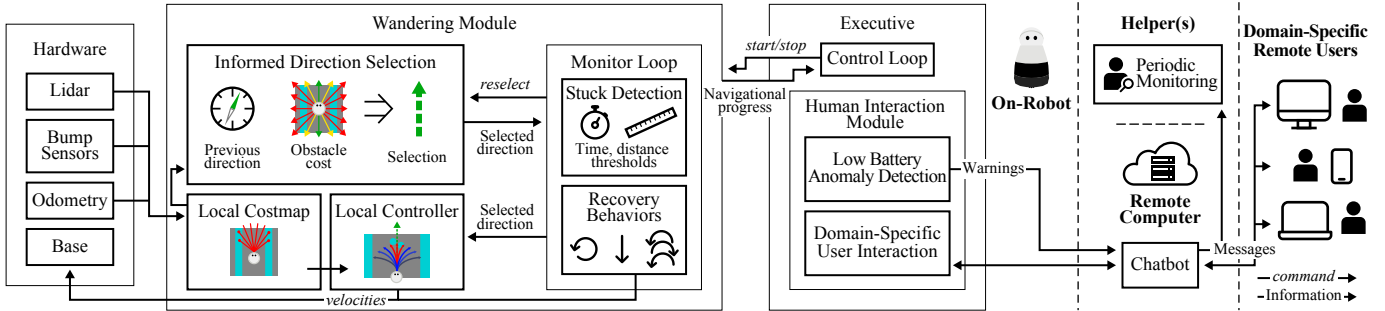 Hardware
Lidar
Bump
Sensors
Odometry
Base
Wandering Module
Informed Direction Selection
Previous
direction
Obstacle
cost
Selection
Local Costmap
Local Controller
reselect
Selected
direction
Selected
direction
velocities
Monitor Loop
Stuck Detection
Time, distance
thresholds
Recovery
Behaviors
Executive
start/stop
Control Loop
Navigational
progress
Human Interaction
Module
Low Battery
Anomaly Detection
Domain-Specific
User Interaction
Warnings
On-Robot
Helper(s)
Periodic
Monitoring
Remote
Computer
Chatbot
Messages
Domain-Specific
Remote Users
command
Information